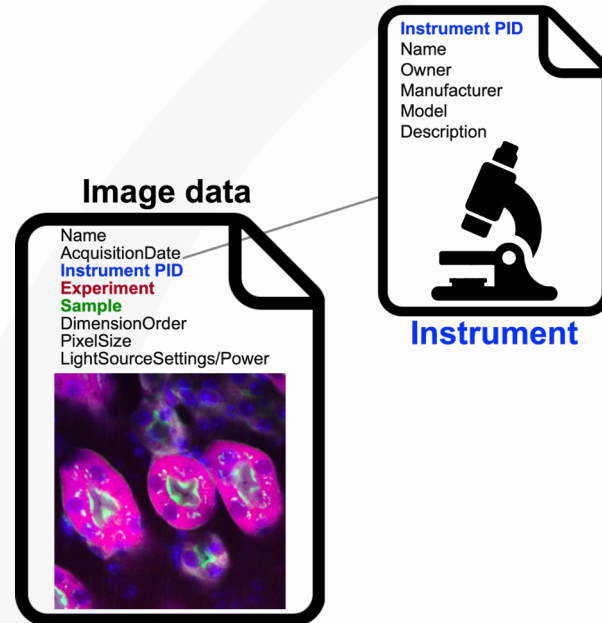 Instrument PID
Name
Owner
Manufacturer
Model
Description
Instrument
Image data
Name
AcquisitionDate
Instrument PID
Experiment
Sample
DimensionOrder
PixelSize
LightSourceSettings/Power